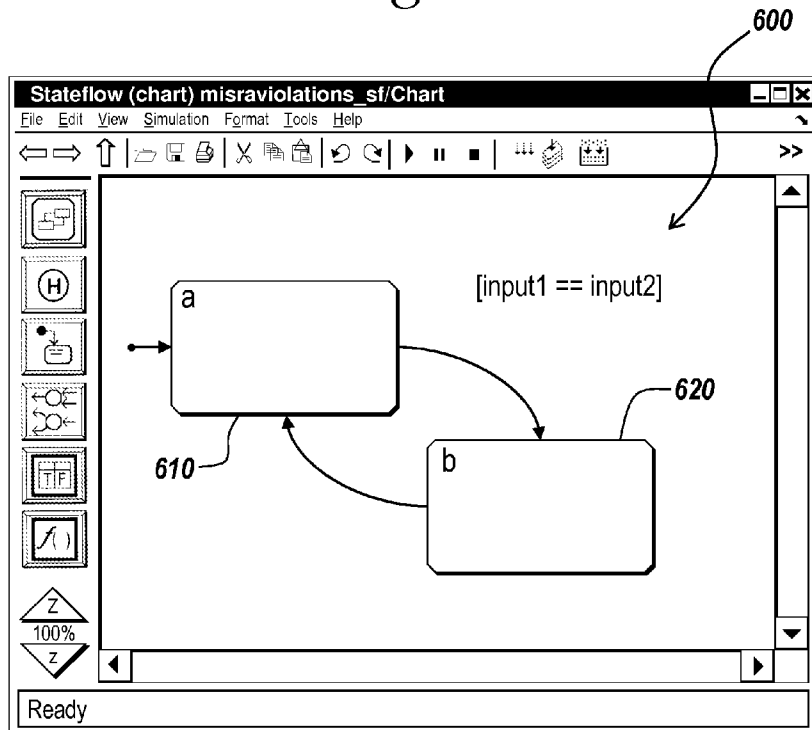 600
Stateflow (chart) misraviolations_sf/Chart
File Edit View Simulation Format Tools Help
>>
H
a
[input1 == input2]
620
610
b
T F
f( )
Z
100%
z
Ready